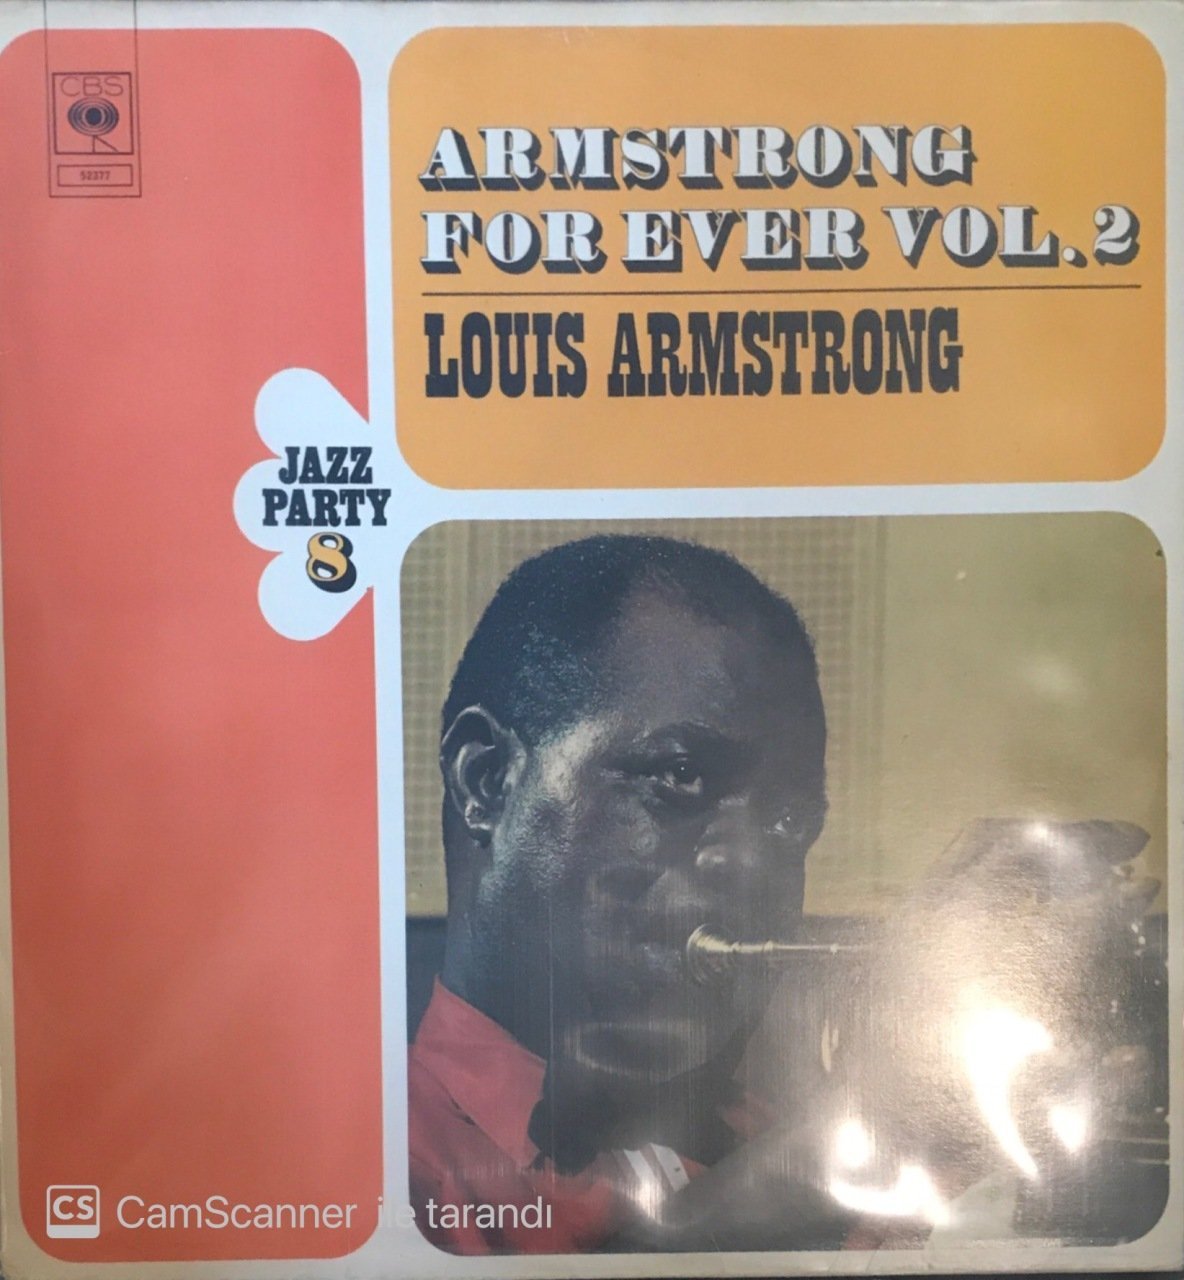 CBS
52377
ARMSTRONG
FOR EVER VOL. 2
LOUIS ARMSTRONG
JAZZ
PARTY
8
CS CamScanner ile tarandı